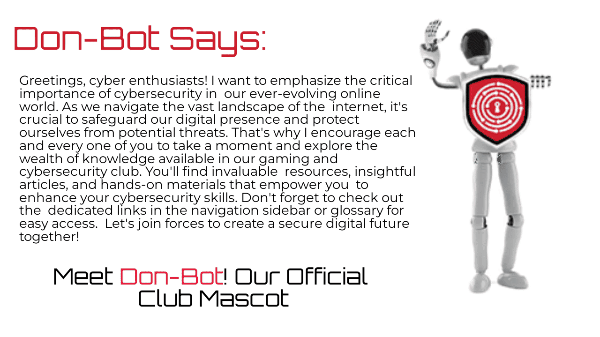 Don-Bot Says:
Greetings, cyber enthusiasts! I want to emphasize the critical
importance of cybersecurity in our ever-evolving online
world. As we navigate the vast landscape of the internet, it's
crucial to safeguard our digital presence and protect
ourselves from potential threats. That's why I encourage each
and every one of you to take a moment and explore the
wealth of knowledge available in our gaming and
cybersecurity club. You'll find invaluable resources, insightful
articles, and hands-on materials that empower you to
enhance your cybersecurity skills. Don't forget to check out
the dedicated links in the navigation sidebar or glossary for
easy access. Let's join forces to create a secure digital future
together!
Meet Don-Bot! Our Official
Club Mascot